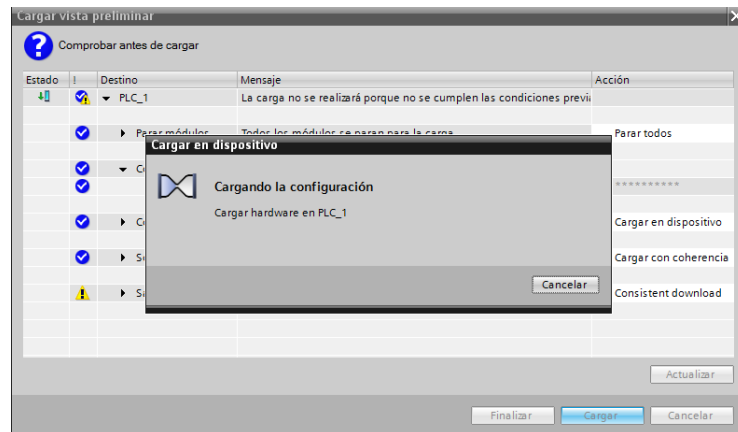 Cargar vista preliminar
Comprobar antes de cargar
Estado ! Destino Mensaje Acción
PLC_1 La carga no se realizará porque no se cumplen las condiciones previ
Parar módulos Todos los módulos se paran para la carga. Parar todos
Cargar en dispositivo
Cargando la configuración
Cargar hardware en PLC_1
Cancelar
**********
Cargar en dispositivo
Cargar con coherencia
Consistent download
Actualizar
Finalizar Cargar Cancelar